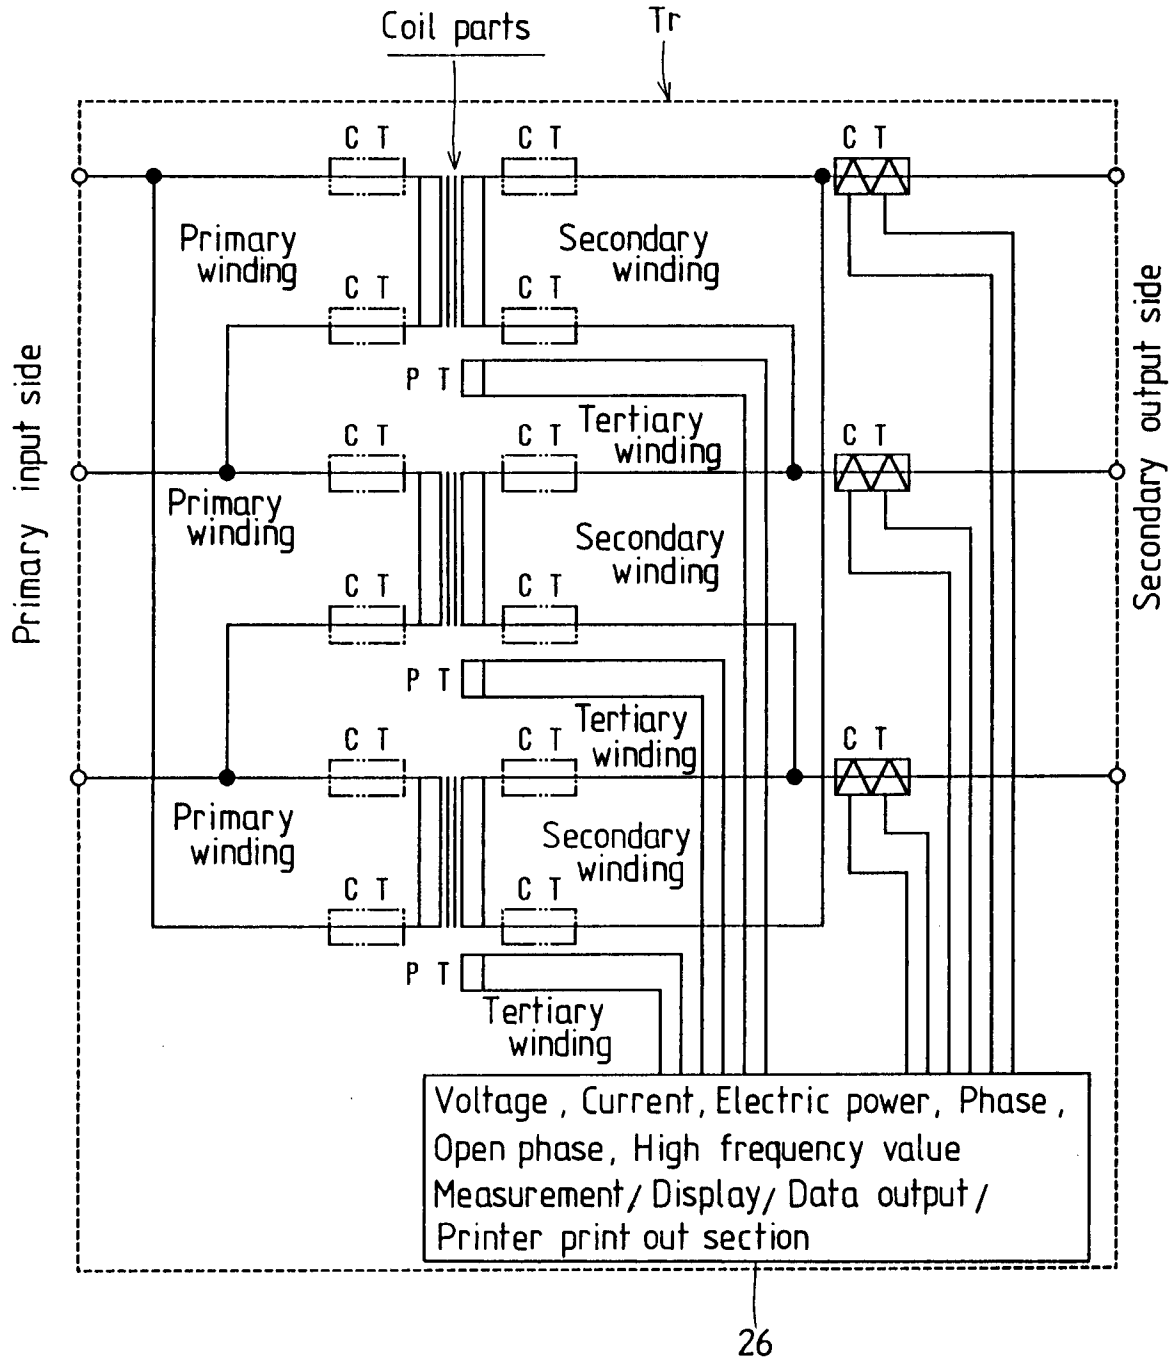 Coil parts
Tr
C T
C T
C T
Primary
winding
Secondary
winding
C T
C T
P T
Tertiary
winding
C T
C T
C T
Primary
winding
Secondary
winding
C T
C T
P T
Tertiary
winding
C T
C T
C T
Primary
winding
Secondary
winding
C T
C T
P T
Tertiary
winding
Primary input side
Secondary output side
Voltage, Current, Electric power, Phase,
Open phase, High frequency value
Measurement/Display/Data output/
Printer print out section
26